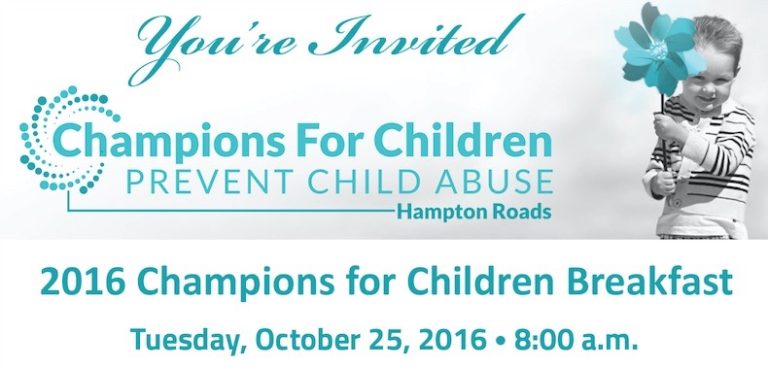 You're Invited
Champions For Children
PREVENT CHILD ABUSE
Hampton Roads
2016 Champions for Children Breakfast
Tuesday, October 25, 2016 • 8:00 a.m.